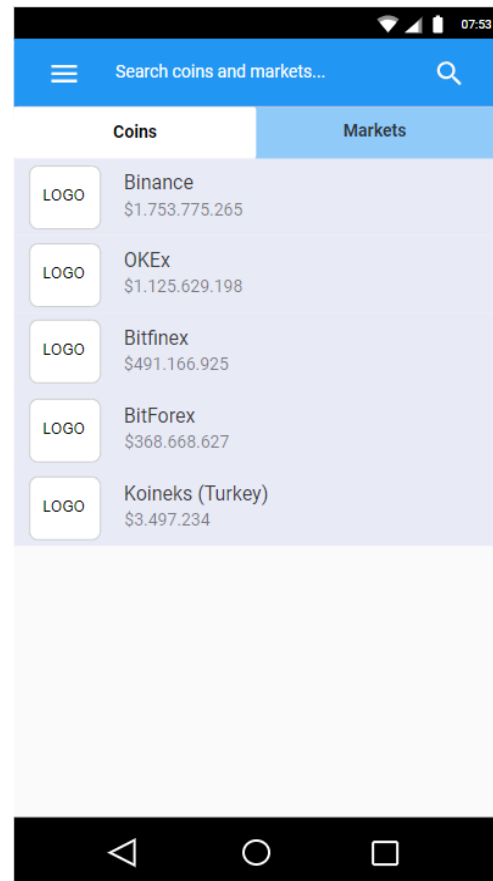 07:53
Search coins and markets...
Coins Markets
LOGO
Binance
$1.753.775.265
LOGO
OKEx
$1.125.629.198
LOGO
Bitfinex
$491.166.925
LOGO
BitForex
$368.668.627
LOGO
Koineks (Turkey)
$3.497.234